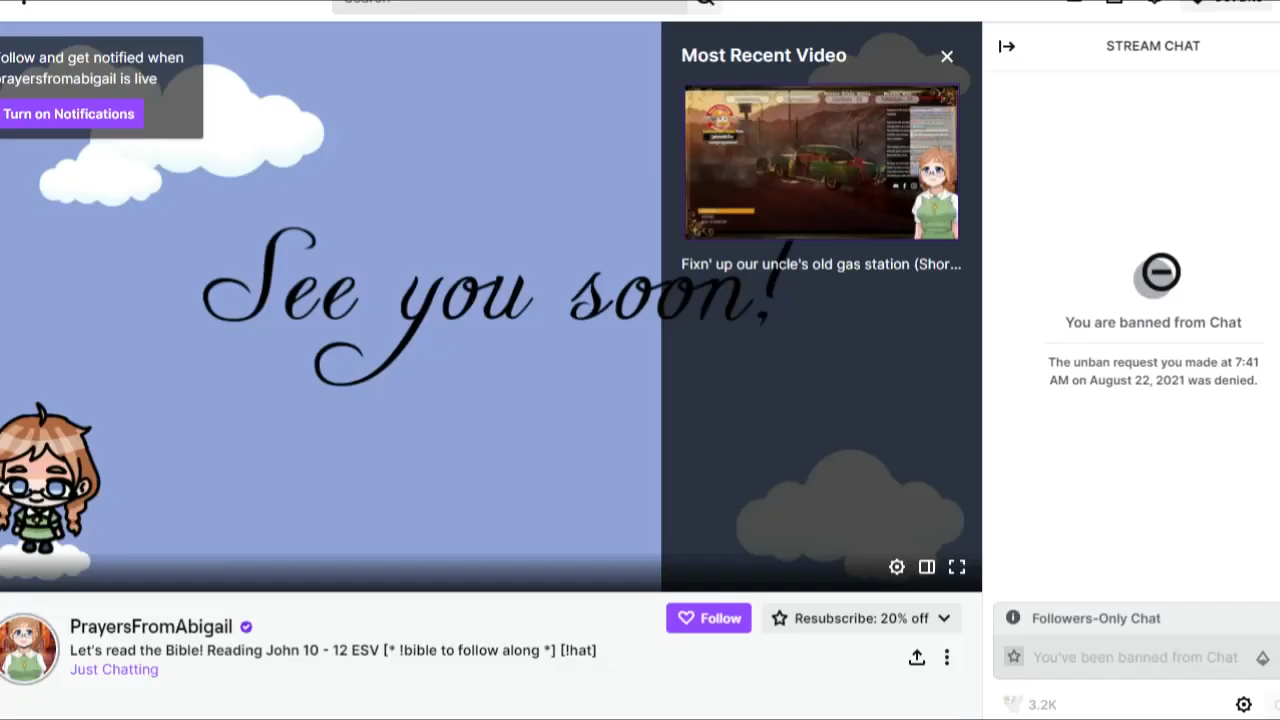 ollow and get notified when
prayersfromabigail is live
Turn on Notifications
See you soon!
Most Recent Video
Fixn' up our uncle's old gas station (Shor...
STREAM CHAT
You are banned from Chat
The unban request you made at 7:41
AM on August 22, 2021 was denied.
PrayersFromAbigail
Let's read the Bible! Reading John 10 - 12 ESV [* !bible to follow along *] [!hat]
Just Chatting
Follow
Resubscribe: 20% off
Followers-Only Chat
You've been banned from Chat
3.2K